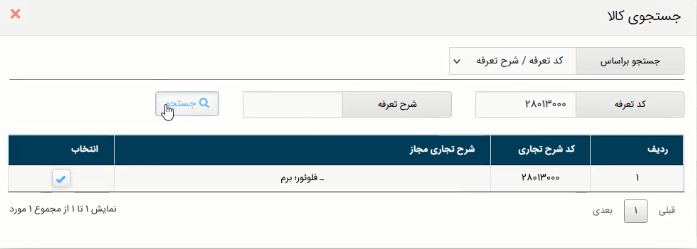 جستجوی کالا
جستجو براساس کد تعرفه / شرح تعرفه
کد تعرفه ۲۸۰۱۳۰۰۰ شرح تعرفه جستجو
ردیف کد شرح تجاری شرح تجاری مجاز انتخاب
۱ ۲۸۰۱۳۰۰۰ ـ فلوئور؛ برم
قبلی ۱ بعدی نمایش ۱ تا ۱ از مجموع ۱ مورد